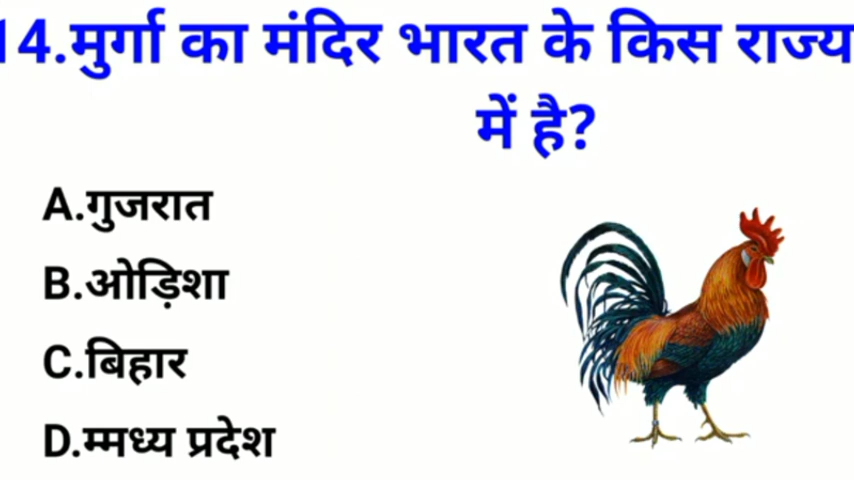 14.मुर्गा का मंदिर भारत के किस राज्य
में है?
A.गुजरात
B.ओड़िशा
C.बिहार
D.म्मध्य प्रदेश